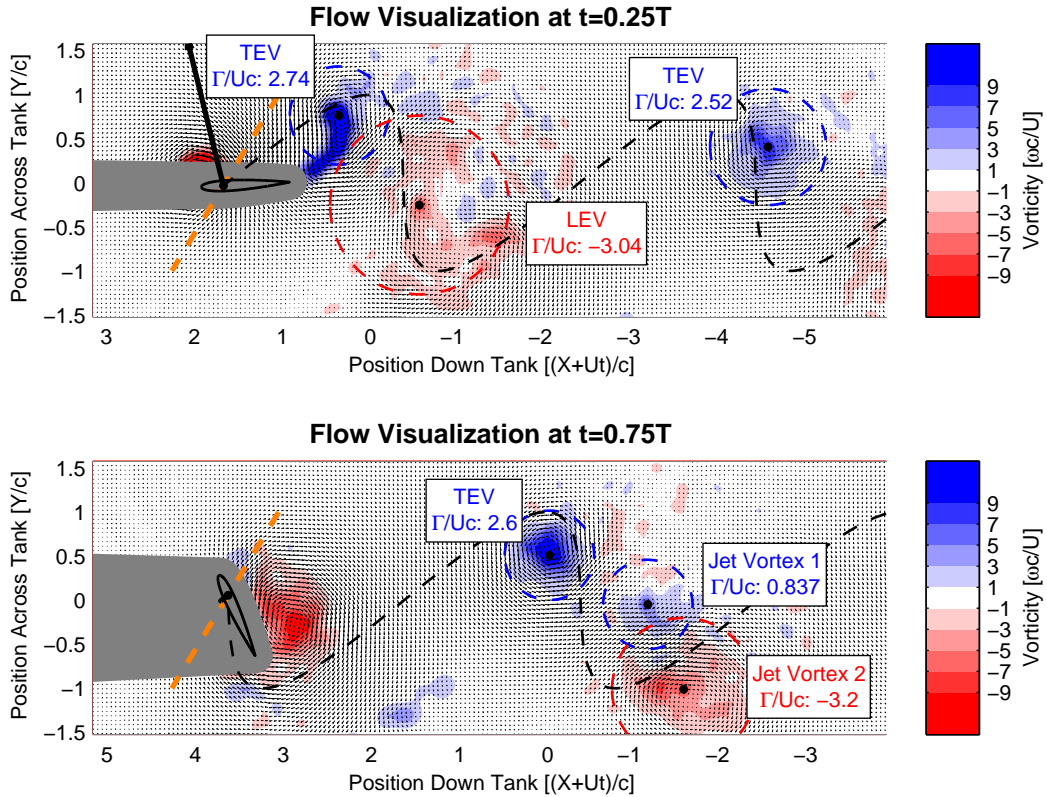 Flow Visualization at t=0.25T
Position Across Tank [Y/c]
1.5
1
0.5
0
−0.5
−1
−1.5
TEV
Γ/Uc: 2.74
TEV
Γ/Uc: 2.52
LEV
Γ/Uc: −3.04
3 2 1 0 −1 −2 −3 −4 −5
Position Down Tank [(X+Ut)/c]
9
7
5
3
1
−1
−3
−5
−7
−9
Vorticity [ωc/U]
Flow Visualization at t=0.75T
Position Across Tank [Y/c]
1.5
1
0.5
0
−0.5
−1
−1.5
TEV
Γ/Uc: 2.6
Jet Vortex 1
Γ/Uc: 0.837
Jet Vortex 2
Γ/Uc: −3.2
5 4 3 2 1 0 −1 −2 −3
Position Down Tank [(X+Ut)/c]
9
7
5
3
1
−1
−3
−5
−7
−9
Vorticity [ωc/U]